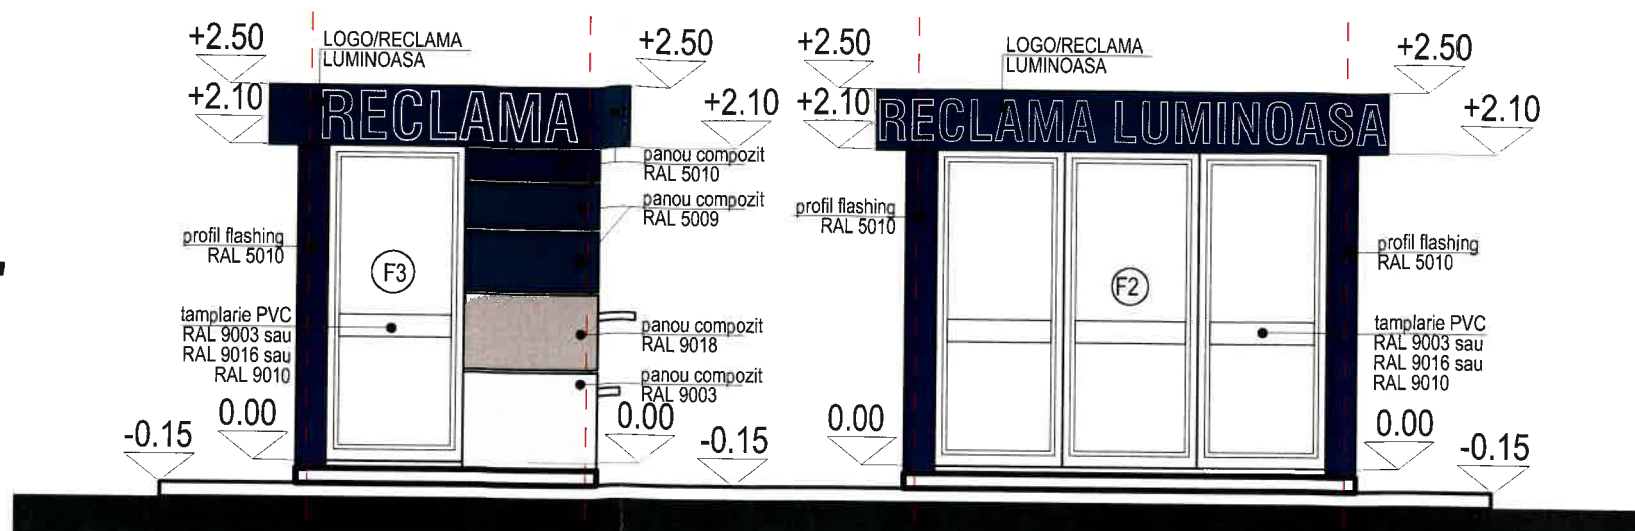 +2.50
LOGO/RECLAMA
LUMINOASA
+2.50
+2.10
RECLAMA
+2.10
panou compozit
RAL 5010
panou compozit
RAL 5009
profil flashing
RAL 5010
F3
tamplarie PVC
RAL 9003 sau
RAL 9016 sau
RAL 9010
panou compozit
RAL 9018
panou compozit
RAL 9003
0.00
0.00
-0.15
-0.15
+2.50
LOGO/RECLAMA
LUMINOASA
+2.50
+2.10
RECLAMA LUMINOASA
+2.10
profil flashing
RAL 5010
profil flashing
RAL 5010
F2
tamplarie PVC
RAL 9003 sau
RAL 9016 sau
RAL 9010
0.00
0.00
-0.15